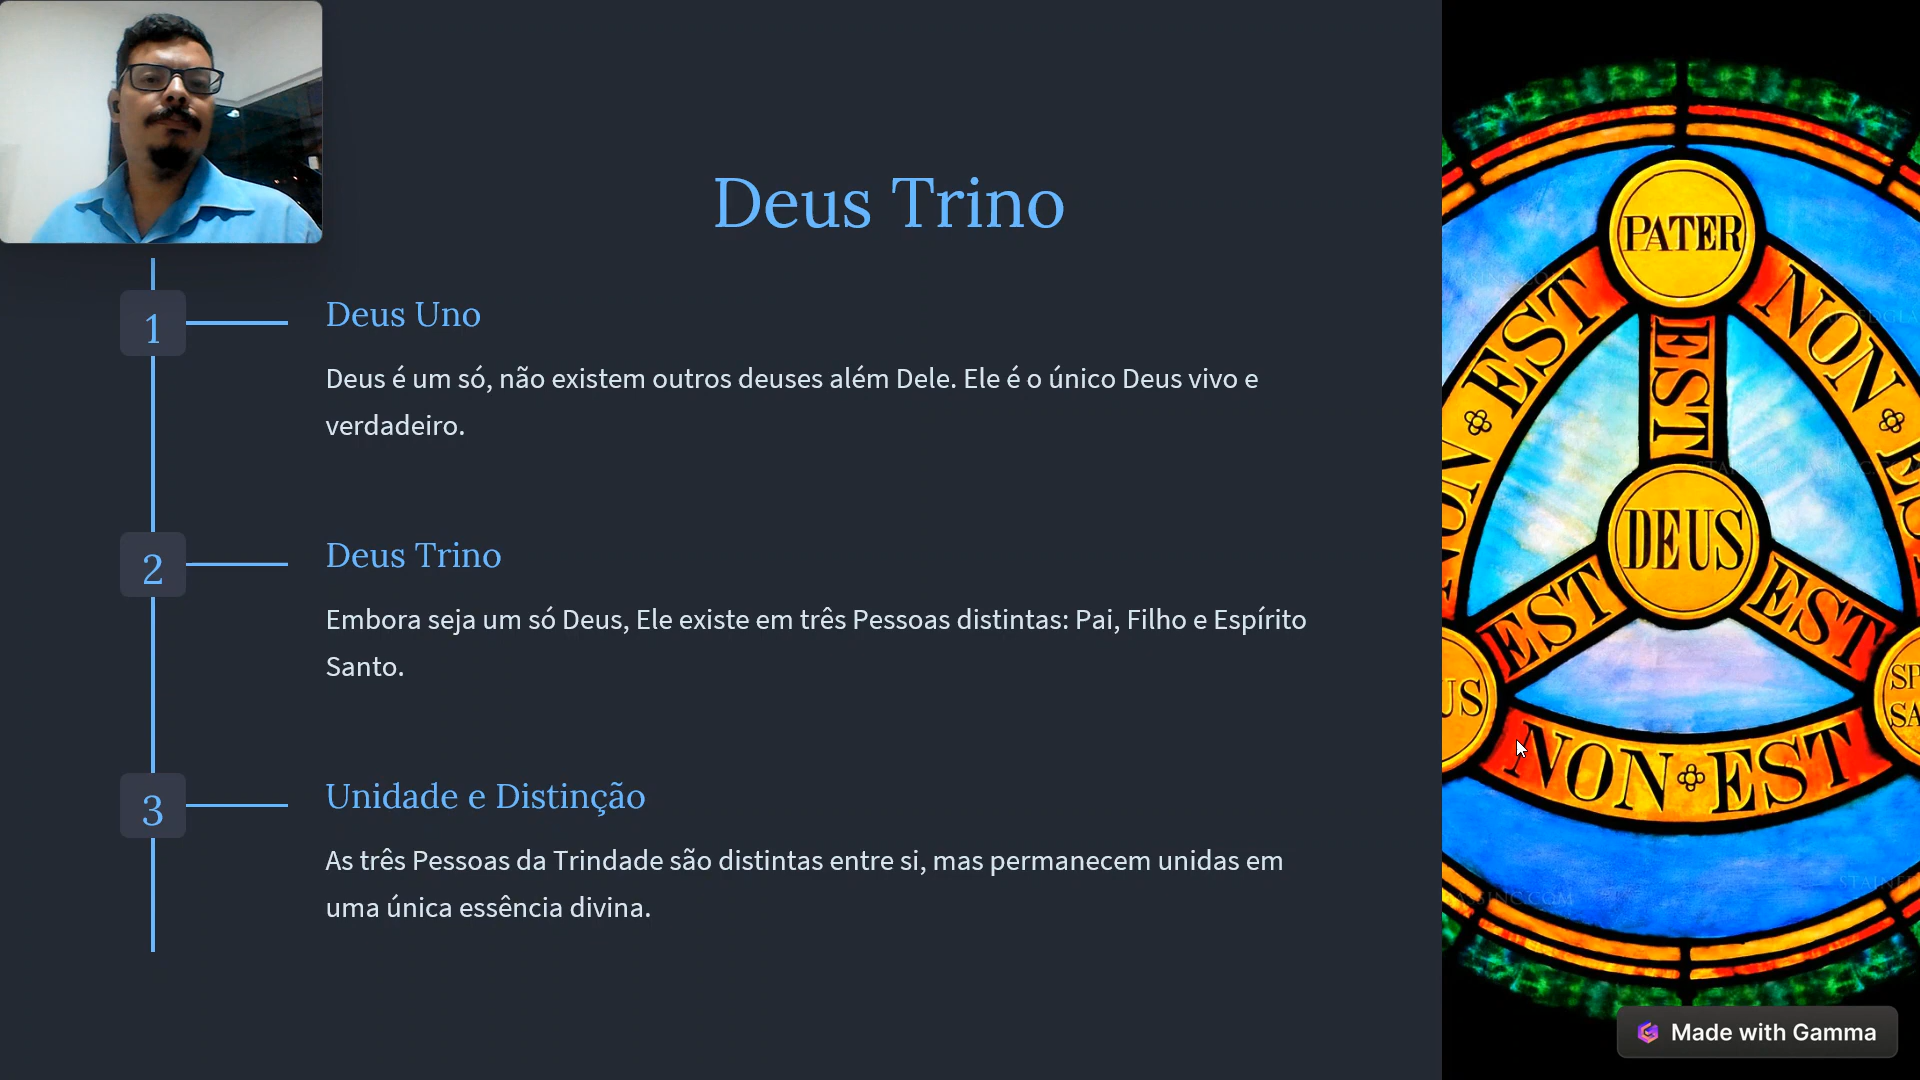 Deus Trino
1
Deus Uno
Deus é um só, não existem outros deuses além Dele. Ele é o único Deus vivo e
verdadeiro.
2
Deus Trino
Embora seja um só Deus, Ele existe em três Pessoas distintas: Pai, Filho e Espírito
Santo.
3
Unidade e Distinção
As três Pessoas da Trindade são distintas entre si, mas permanecem unidas em
uma única essência divina.
PATER
NON EST
EST
NON
DEUS
EST
EST
NON EST
Made with Gamma